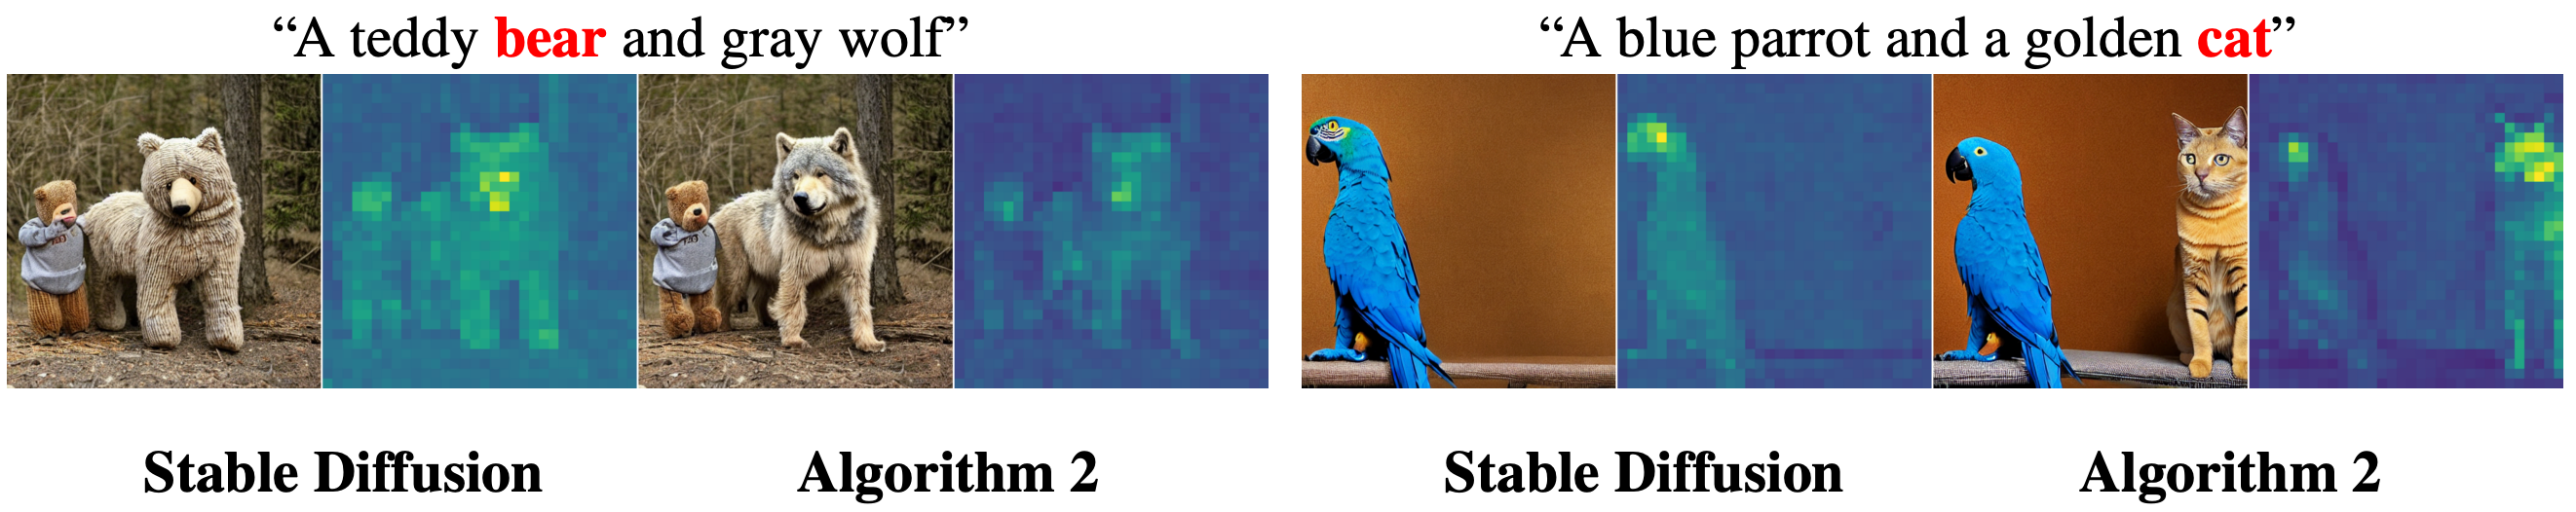 “A teddy bear and gray wolf”
“A blue parrot and a golden cat”
Stable Diffusion
Algorithm 2
Stable Diffusion
Algorithm 2